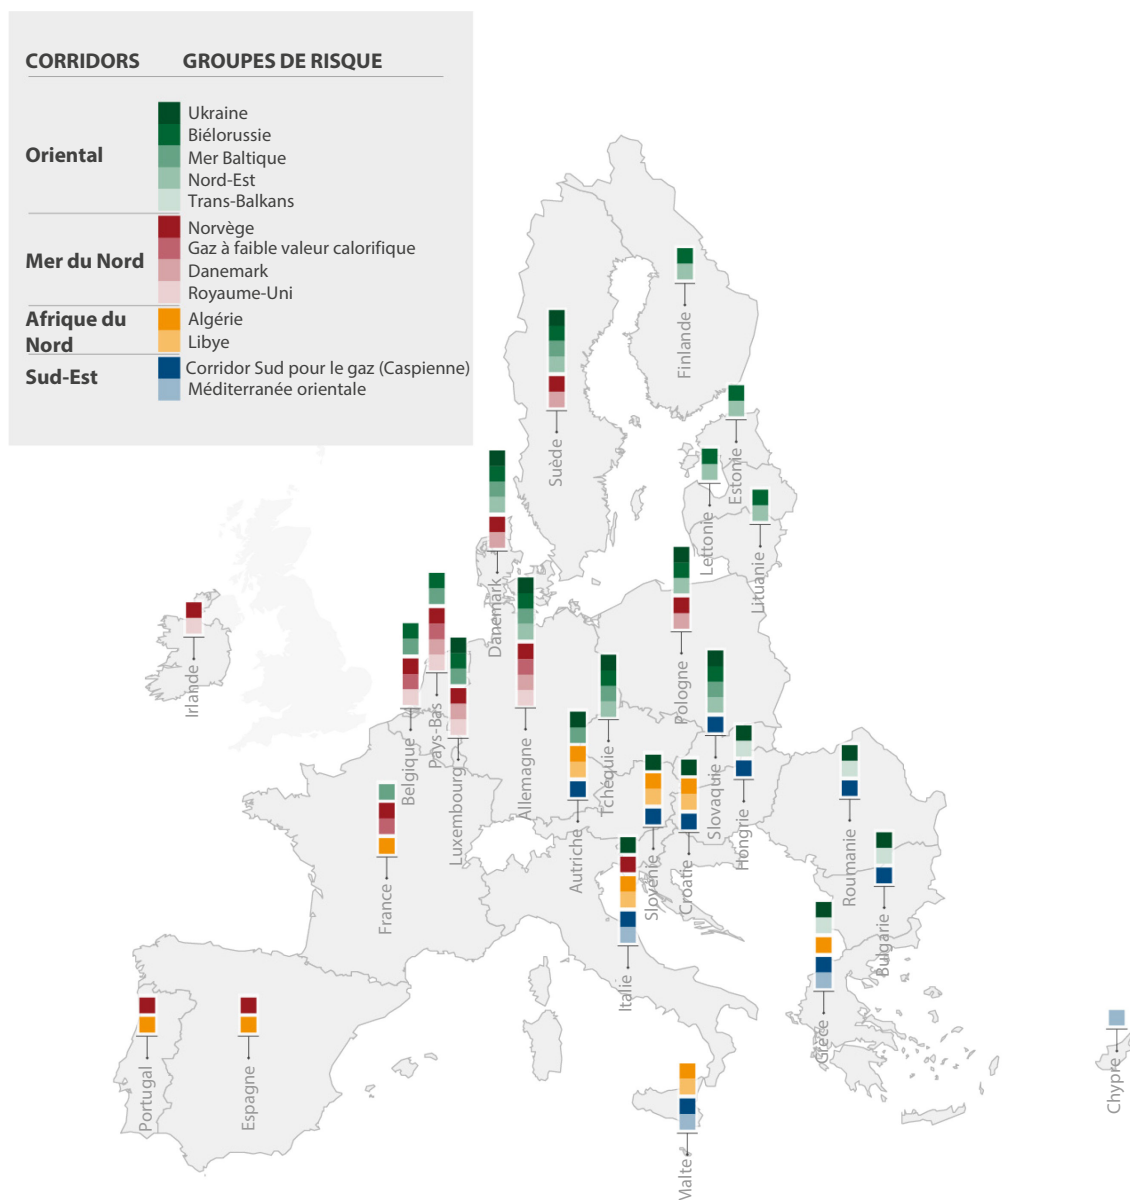 CORRIDORS GROUPES DE RISQUE
Oriental
Ukraine
Biélorussie
Mer Baltique
Nord-Est
Trans-Balkans
Mer du Nord
Norvège
Gaz à faible valeur calorifique
Danemark
Royaume-Uni
Afrique du
Nord
Algérie
Libye
Sud-Est
Corridor Sud pour le gaz (Caspienne)
Méditerranée orientale
Finlande
Suède
Estonie
Lettonie
Lituanie
Danemark
Irlande
Pologne
Belgique
Pays-Bas
Luxembourg
Allemagne
Tchéquie
Autriche
Slovaquie
Hongrie
Slovénie
Croatie
Roumanie
Bulgarie
France
Italie
Grèce
Portugal
Espagne
Malte
Chypre